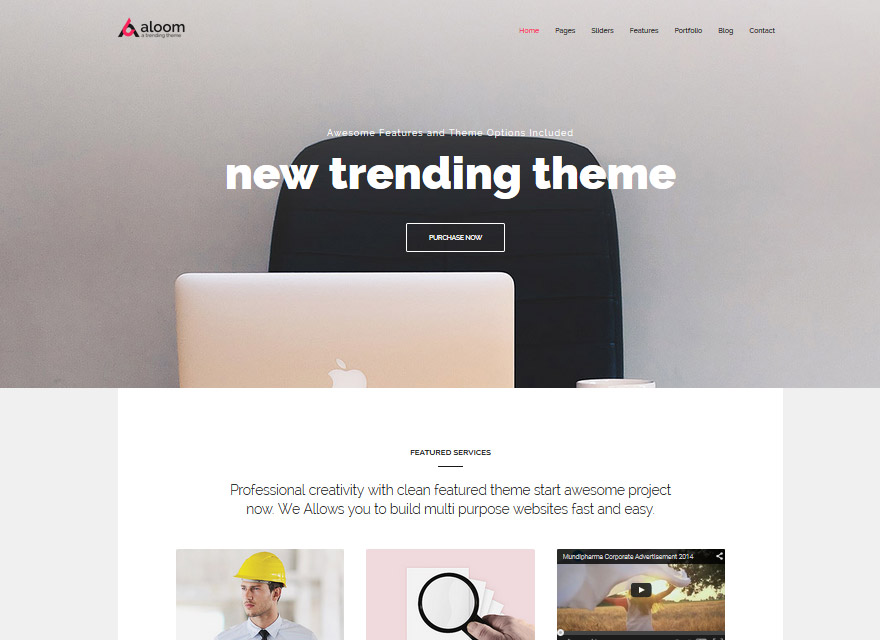 aloom
a trending theme
Home Pages Sliders Features Portfolio Blog Contact
Awesome Features and Theme Options Included
new trending theme
PURCHASE NOW
FEATURED SERVICES
Professional creativity with clean featured theme start awesome project
now. We Allows you to build multi purpose websites fast and easy.
Mundipharma Corporate Advertisement 2014